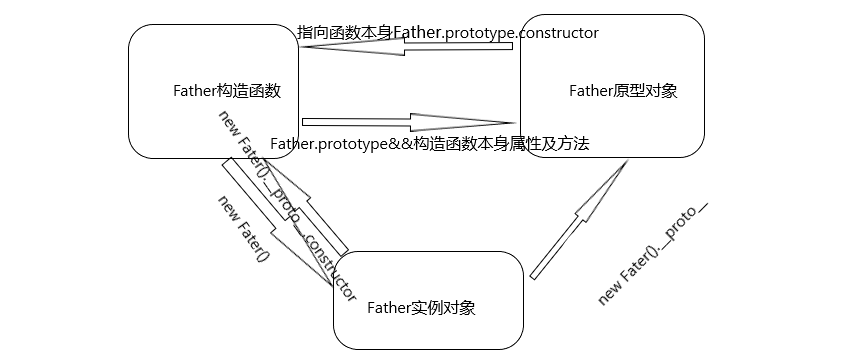 指向函数本身Father.prototype.constructor
Father构造函数
Father原型对象
Father.prototype&&构造函数本身属性及方法
new Fater().__proto__.constructor
new Fater()
new Fater().__proto__
Father实例对象